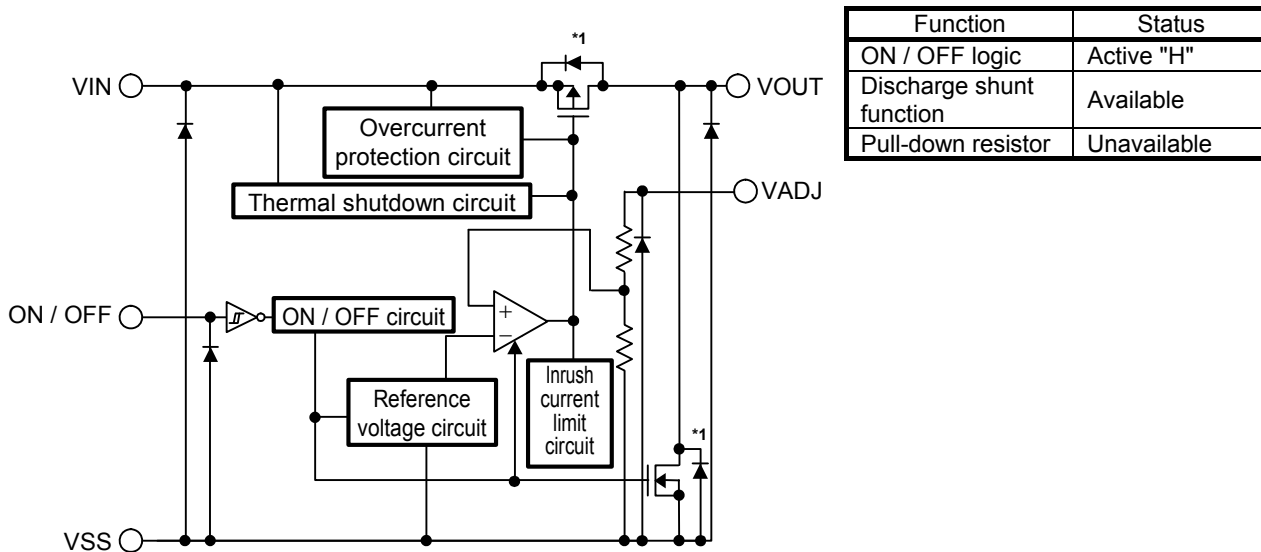 *1
VIN
VOUT
Overcurrent
protection circuit
Thermal shutdown circuit
VADJ
ON / OFF
ON / OFF circuit
+
−
Reference
voltage circuit
Inrush
current
limit
circuit
*1
VSS
Function Status
ON / OFF logic Active "H"
Discharge shunt
function Available
Pull-down resistor Unavailable